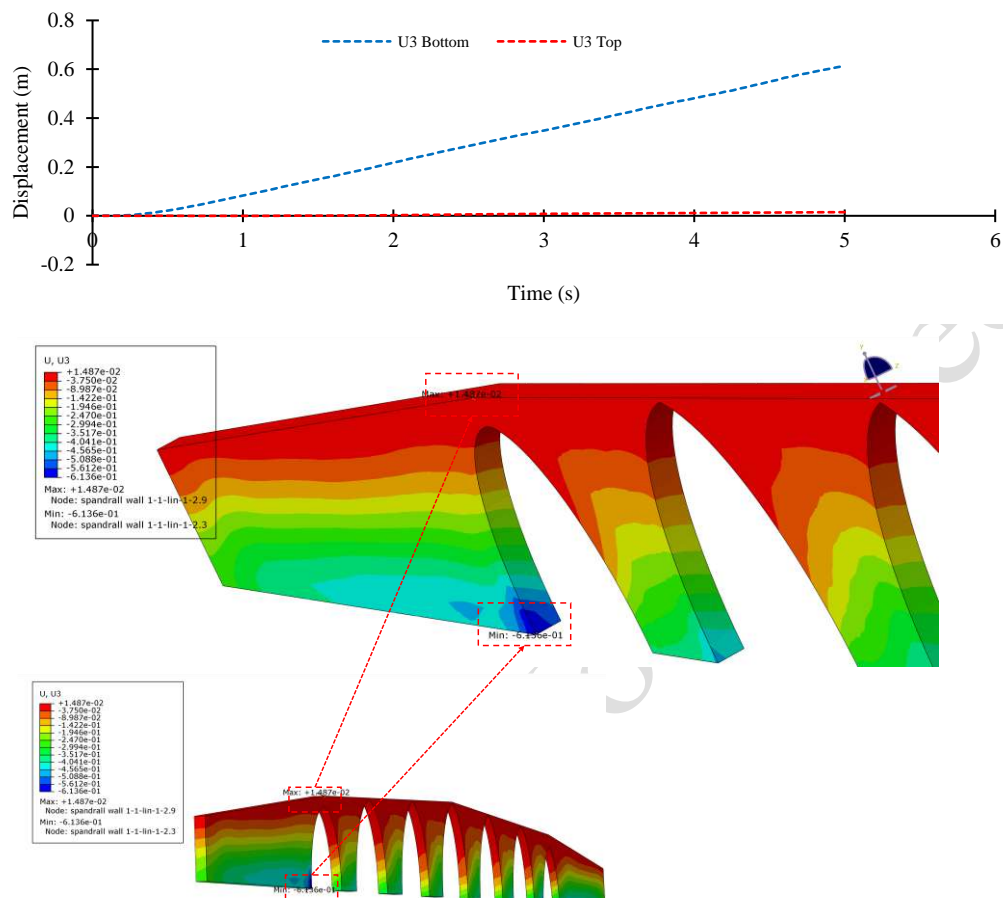 0.8
U3 Bottom
U3 Top
0.6
0.4
0.2
0
-0.2
0
1
2
3
4
5
6
Displacement (m)
Time (s)
U, U3
+1.487e-02
-3.750e-02
-8.987e-02
-1.422e-01
-1.946e-01
-2.470e-01
-2.994e-01
-3.517e-01
-4.041e-01
-4.565e-01
-5.088e-01
-5.612e-01
-6.136e-01
Max: +1.487e-02
Node: spandrall wall 1-1-lin-1-2.9
Min: -6.136e-01
Node: spandrall wall 1-1-lin-1-2.3
Max: +1.487e-02
Y
Z
Min: -6.136e-01
U, U3
+1.487e-02
-3.750e-02
-8.987e-02
-1.422e-01
-1.946e-01
-2.470e-01
-2.994e-01
-3.517e-01
-4.041e-01
-4.565e-01
-5.088e-01
-5.612e-01
-6.136e-01
Max: +1.487e-02
Node: spandrall wall 1-1-lin-1-2.9
Min: -6.136e-01
Node: spandrall wall 1-1-lin-1-2.3
Max: +1.487e-02
Min: -6.136e-01